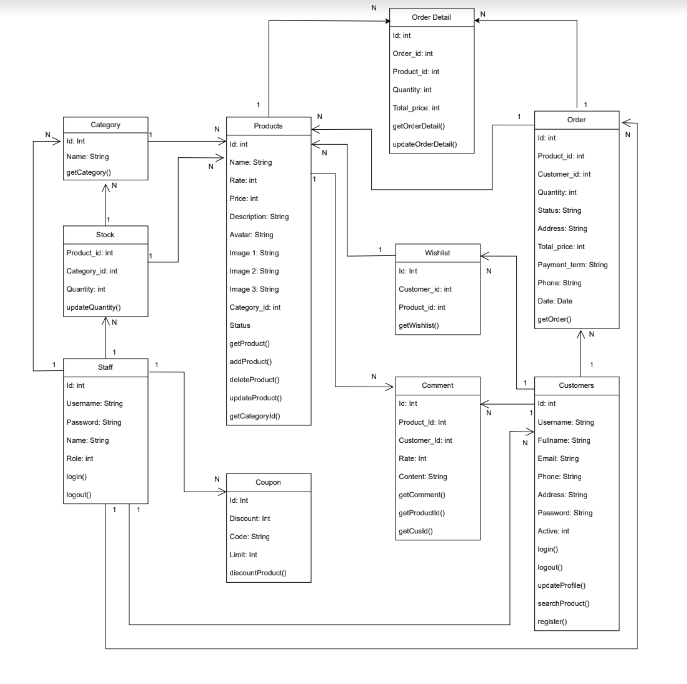 N
Order Detail
N
Id: int
Order_id: int
Product_id: int
Quantity: int
Total_price: int
getOrderDetail()
updateOrderDetail()
1
1
Category
N
Id: Int
Name: String
getCategory()
1
N
N
1
Stock
Product_id: int
Category_id: int
Quantity: int
updateQuantity()
1
N
N
1
Staff
1
1
Id: int
Username: String
Password: String
Name: String
Role: int
login()
logout()
1
1
Products
N
N
1
Id: int
Name: String
Rate: int
Price: int
Description: String
Avatar: String
Image 1: String
Image 2: String
Image 3: String
Category_id: int
Status
getProduct()
addProduct()
deleteProduct()
updateProduct()
getCategoryId()
N
Coupon
Id: Int
Discount: Int
Code: String
Limit: Int
discountProduct()
1
Wishlist
N
Id: Int
Customer_id: int
Product_id: int
getWishlist()
N
Comment
N
Id: Int
Product_Id: Int
Customer_Id: int
Rate: Int
Content: String
getComment()
getProductId()
getCusId()
1
Order
N
Id: int
Product_id: int
Customer_id: int
Quantity: int
Status: String
Address: String
Total_price: int
Payment_term: String
Phone: String
Date: Date
getOrder()
N
1
1
Customers
1
N
Id: int
Username: String
Fullname: String
Email: String
Phone: String
Address: String
Password: String
Active: int
login()
logout()
updateProfile()
searchProduct()
register()